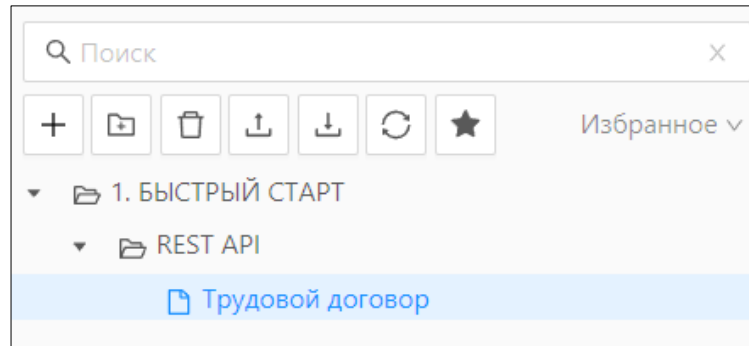 Поиск
Избранное
1. БЫСТРЫЙ СТАРТ
REST API
Трудовой договор